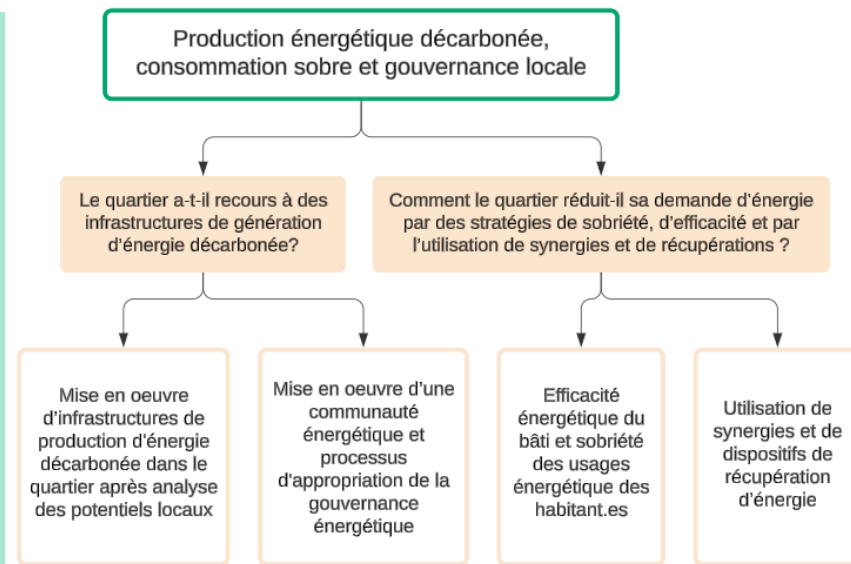 Production énergétique décarbonée,
consommation sobre et gouvernance locale
Le quartier a-t-il recours à des
infrastructures de génération
d'énergie décarbonée?
Comment le quartier réduit-il sa demande d'énergie
par des stratégies de sobriété, d'efficacité et par
l'utilisation de synergies et de récupérations ?
Mise en oeuvre
d'infrastructures de
production d'énergie
décarbonée dans le
quartier après analyse
des potentiels locaux
Mise en oeuvre d'une
communauté
énergétique et
processus
d'appropriation de la
gouvernance
énergétique
Efficacité
énergétique du
bâti et sobriété
des usages
énergétique des
habitant.es
Utilisation de
synergies et de
dispositifs de
récupération
d'énergie